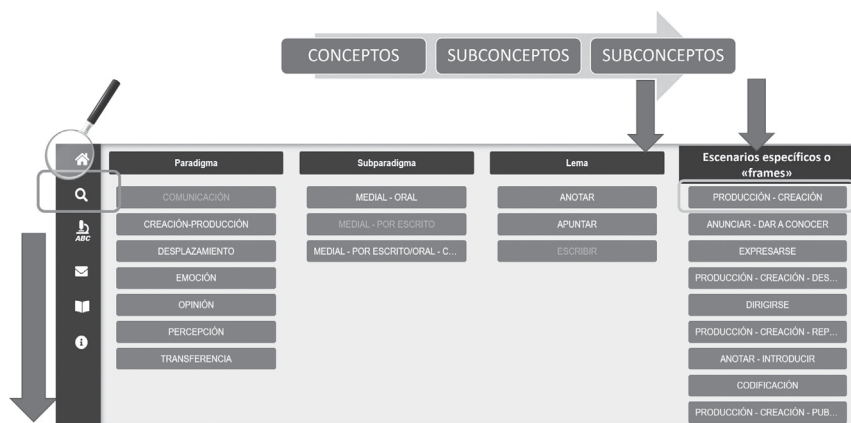 CONCEPTOS
SUBCONCEPTOS
SUBCONCEPTOS
ABC
Paradigma
COMUNICACIÓN
CREACIÓN-PRODUCCIÓN
DESPLAZAMIENTO
EMOCIÓN
OPINIÓN
PERCEPCIÓN
TRANSFERENCIA
Subparadigma
MEDIAL - ORAL
MEDIAL - POR ESCRITO
MEDIAL - POR ESCRITO/ORAL - C...
Lema
ANOTAR
APUNTAR
ESCRIBIR
Escenarios específicos o
«frames»
PRODUCCIÓN - CREACIÓN
ANUNCIAR - DAR A CONOCER
EXPRESARSE
PRODUCCIÓN - CREACIÓN - DES...
DIRIGIRSE
PRODUCCIÓN - CREACIÓN - REP...
ANOTAR - INTRODUCIR
CODIFICACIÓN
PRODUCCIÓN - CREACIÓN - PUB...